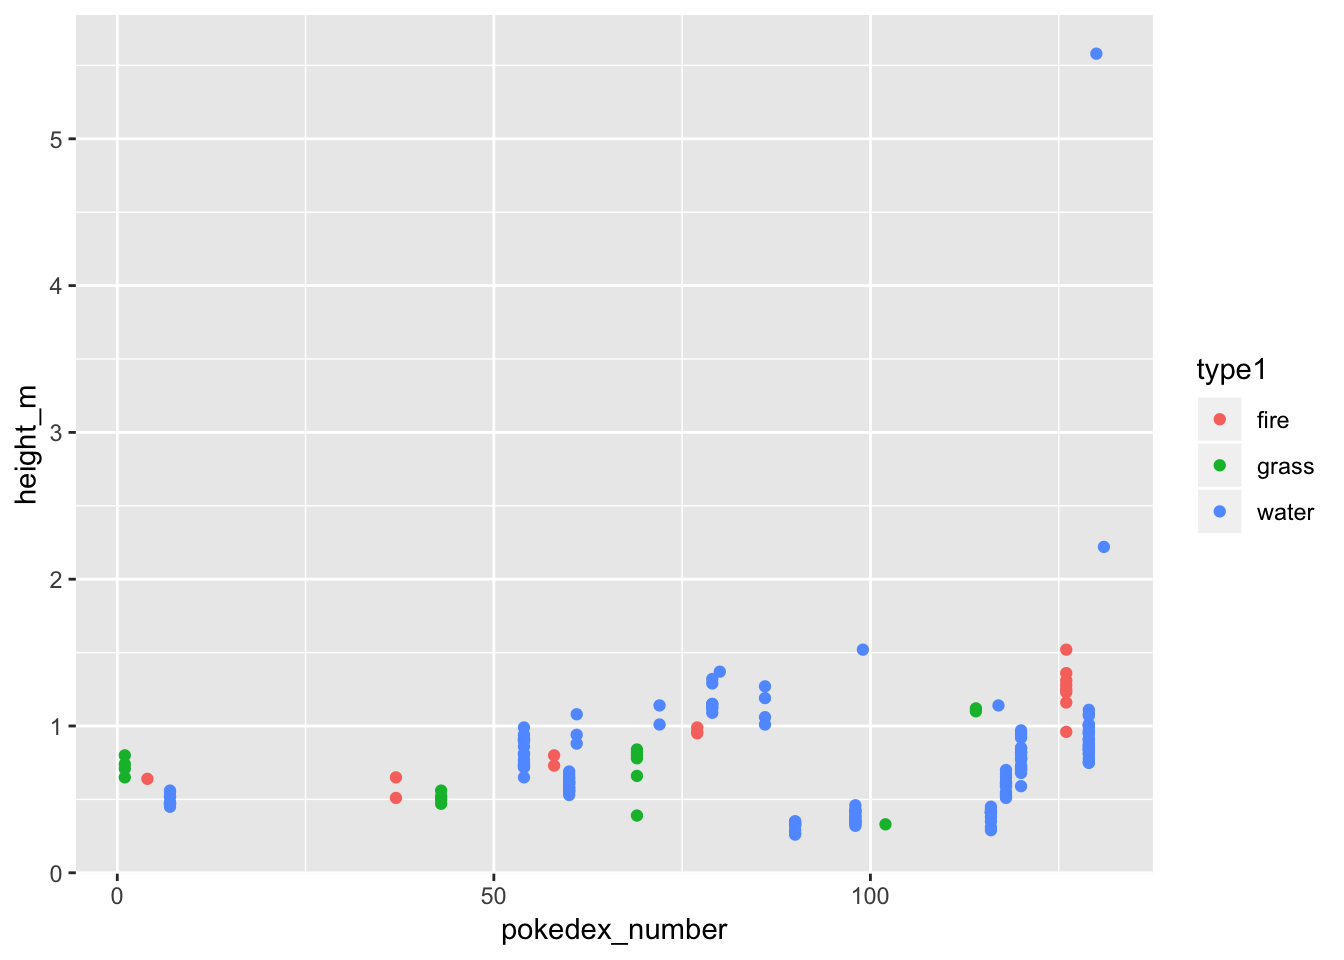 5
4
3
2
1
0
height_m
0 50 100
pokedex_number
type1
fire
grass
water